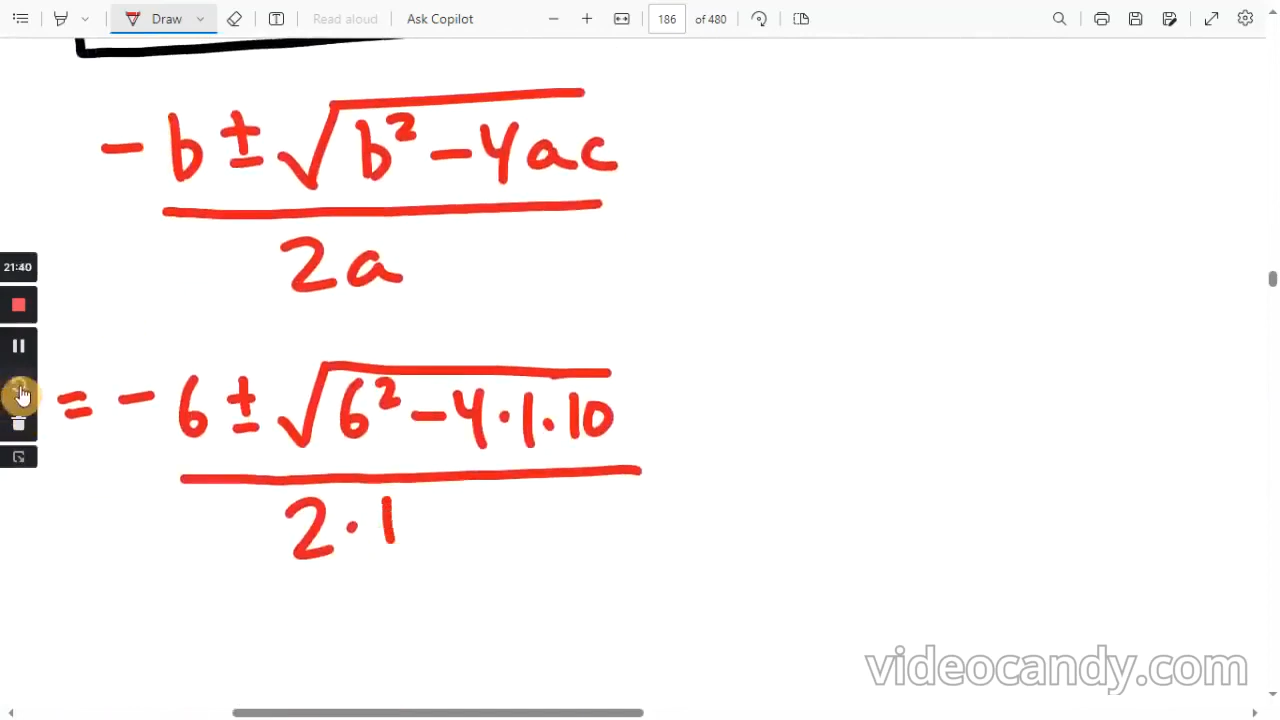 Draw
Read aloud
Ask Copilot
186 of 480
-b ± √b² - 4ac
2a
21:40
= -6 ± √6² - 4·1·10
2·1
videocandy.com